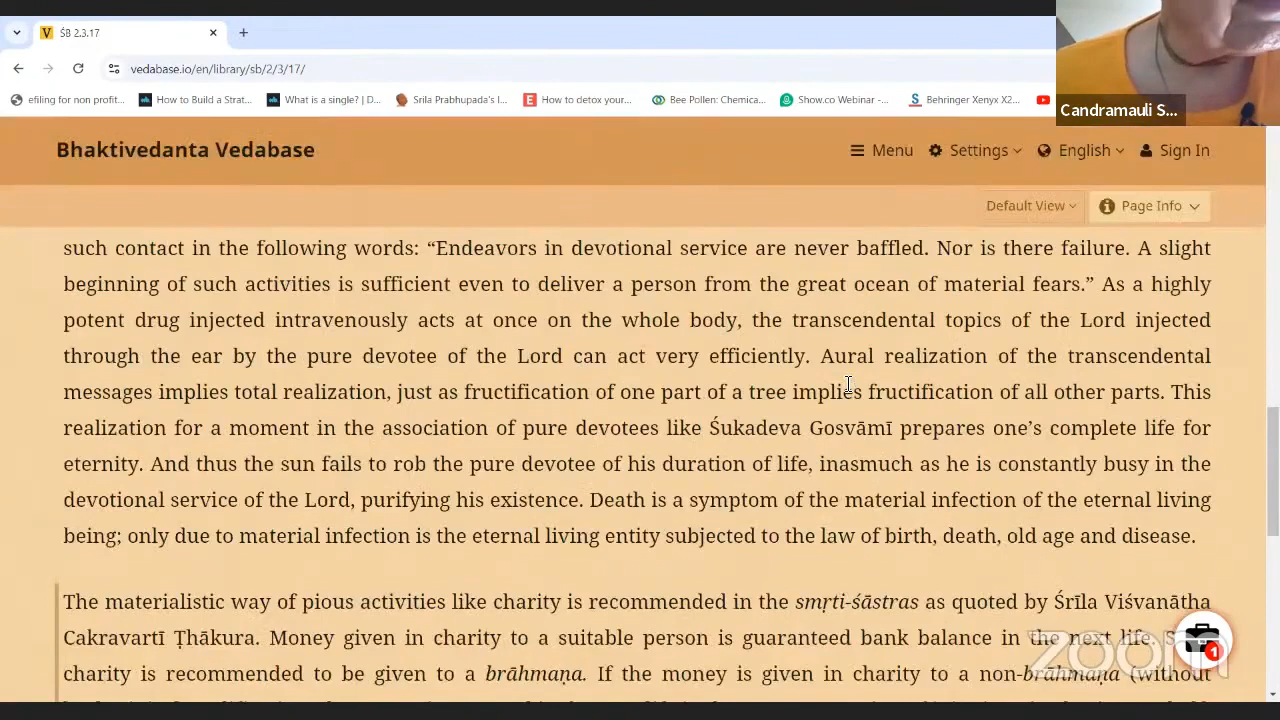 ŚB 2.3.17
vedabase.io/en/library/sb/2/3/17/
efiling for non profit... How to Build a Strat... What is a single? | D... Srila Prabhupada's I... How to detox your... Bee Pollen: Chemica... Show.co Webinar -... Behringer Xenyx X2...
Candramauli S...
Bhaktivedanta Vedabase
Menu Settings English Sign In
Default View Page Info
such contact in the following words: “Endeavors in devotional service are never baffled. Nor is there failure. A slight
beginning of such activities is sufficient even to deliver a person from the great ocean of material fears.” As a highly
potent drug injected intravenously acts at once on the whole body, the transcendental topics of the Lord injected
through the ear by the pure devotee of the Lord can act very efficiently. Aural realization of the transcendental
messages implies total realization, just as fructification of one part of a tree implies fructification of all other parts. This
realization for a moment in the association of pure devotees like Śukadeva Gosvāmī prepares one’s complete life for
eternity. And thus the sun fails to rob the pure devotee of his duration of life, inasmuch as he is constantly busy in the
devotional service of the Lord, purifying his existence. Death is a symptom of the material infection of the eternal living
being; only due to material infection is the eternal living entity subjected to the law of birth, death, old age and disease.
The materialistic way of pious activities like charity is recommended in the smṛti-śāstras as quoted by Śrīla Viśvanātha
Cakravartī Ṭhākura. Money given in charity to a suitable person is guaranteed bank balance in the next life.
charity is recommended to be given to a brāhmaṇa. If the money is given in charity to a non-brāhmaṇa (without
1
zoom